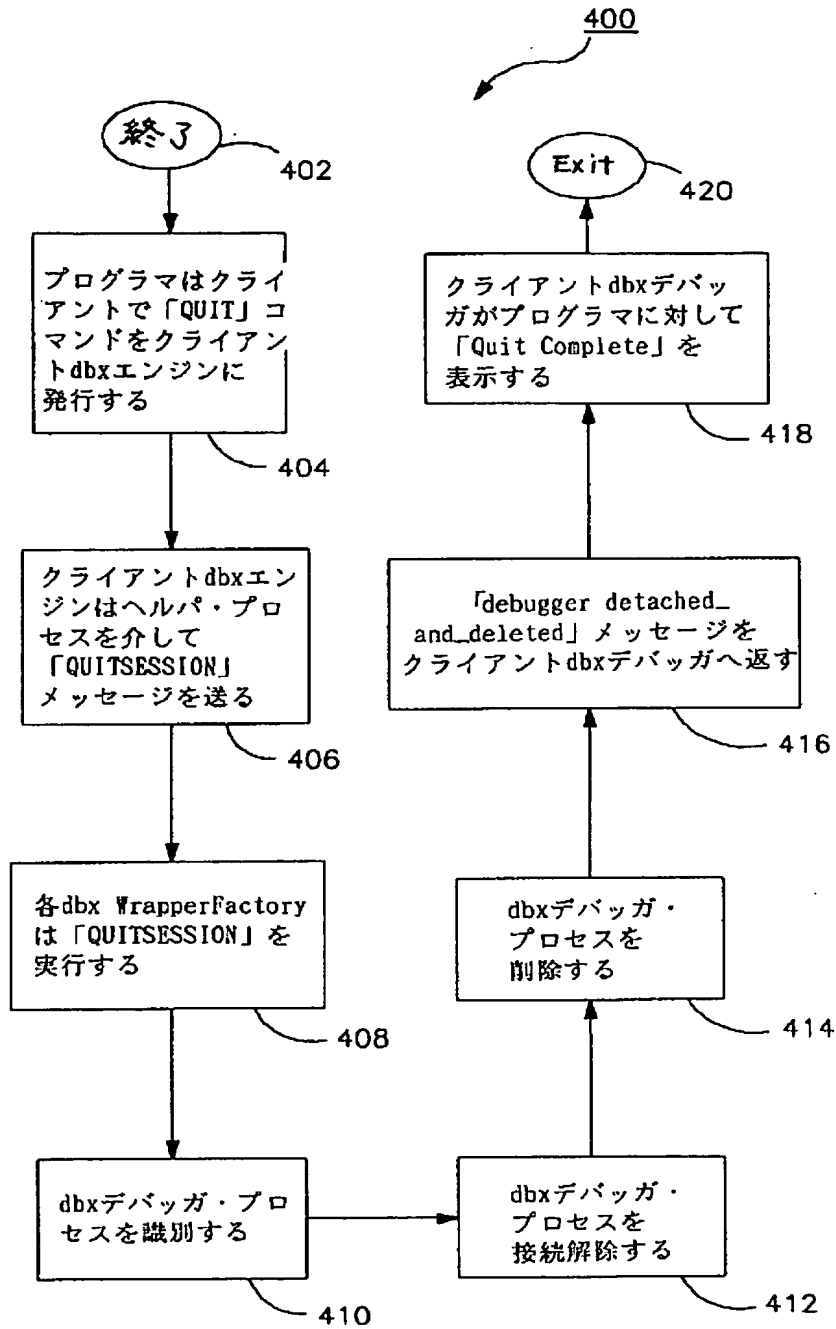 400
終了
402
プログラマはクライ
アントで「QUIT」コ
マンドをクライアン
トdbxエンジンに
発行する
404
クライアントdbxエン
ジンはヘルパ・プロ
セスを介して
「QUITSESSION」
メッセージを送る
406
各dbx WrapperFactory
は「QUITSESSION」を
実行する
408
dbxデバッガ・プロ
セスを識別する
410
dbxデバッガ・
プロセスを
接続解除する
412
dbxデバッガ・
プロセスを
削除する
414
「debugger detached_
and_deleted」メッセージを
クライアントdbxデバッガへ返す
416
クライアントdbxデバッ
ガがプログラマに対して
「Quit Complete」を
表示する
418
Exit
420